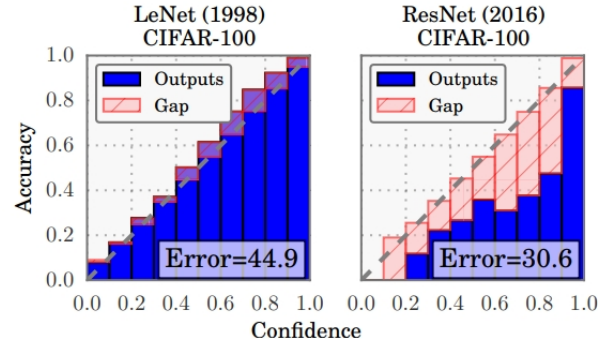 LeNet (1998)
CIFAR-100
ResNet (2016)
CIFAR-100
Accuracy
1.0
0.8
0.6
0.4
0.2
0.0
Outputs
Gap
Error=44.9
0.0 0.2 0.4 0.6 0.8 1.0
Outputs
Gap
Error=30.6
0.0 0.2 0.4 0.6 0.8 1.0
Confidence